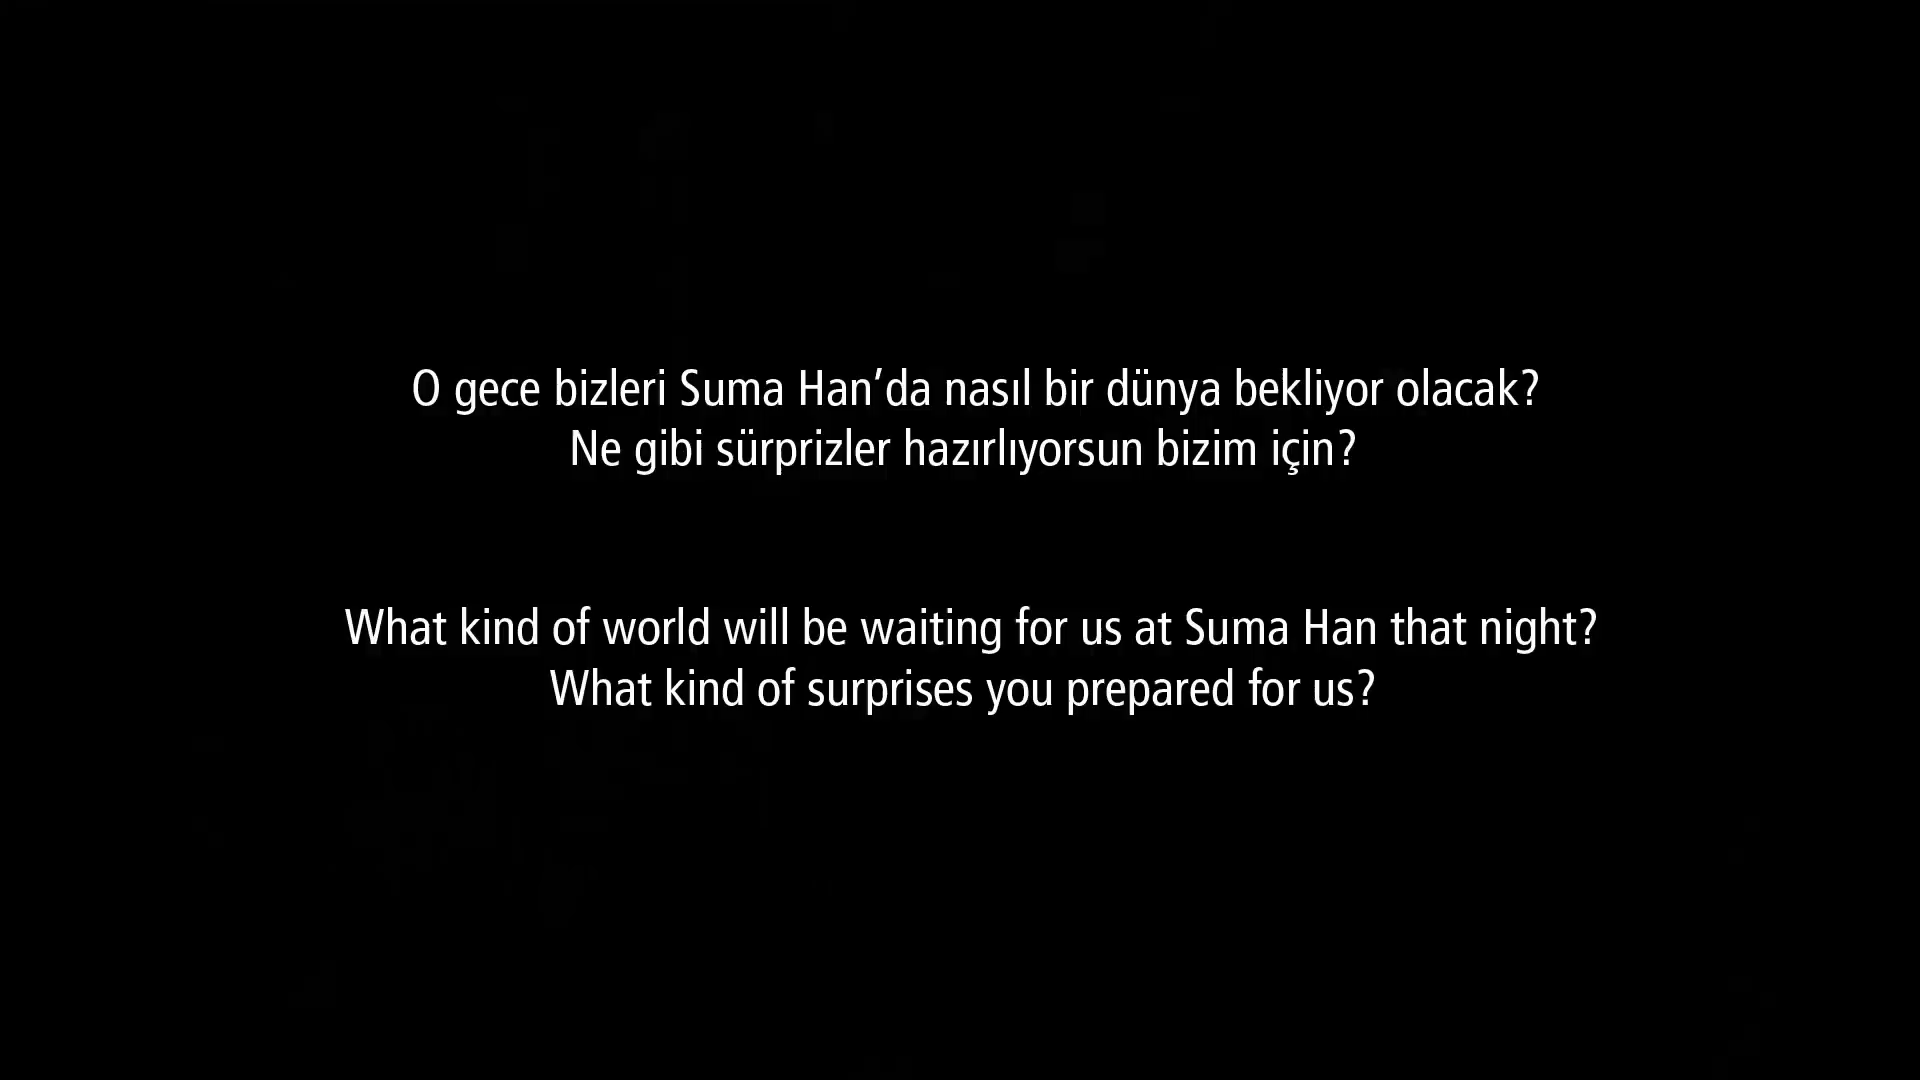 O gece bizleri Suma Han’da nasıl bir dünya bekliyor olacak?
Ne gibi sürprizler hazırlıyorsun bizim için?
What kind of world will be waiting for us at Suma Han that night?
What kind of surprises you prepared for us?